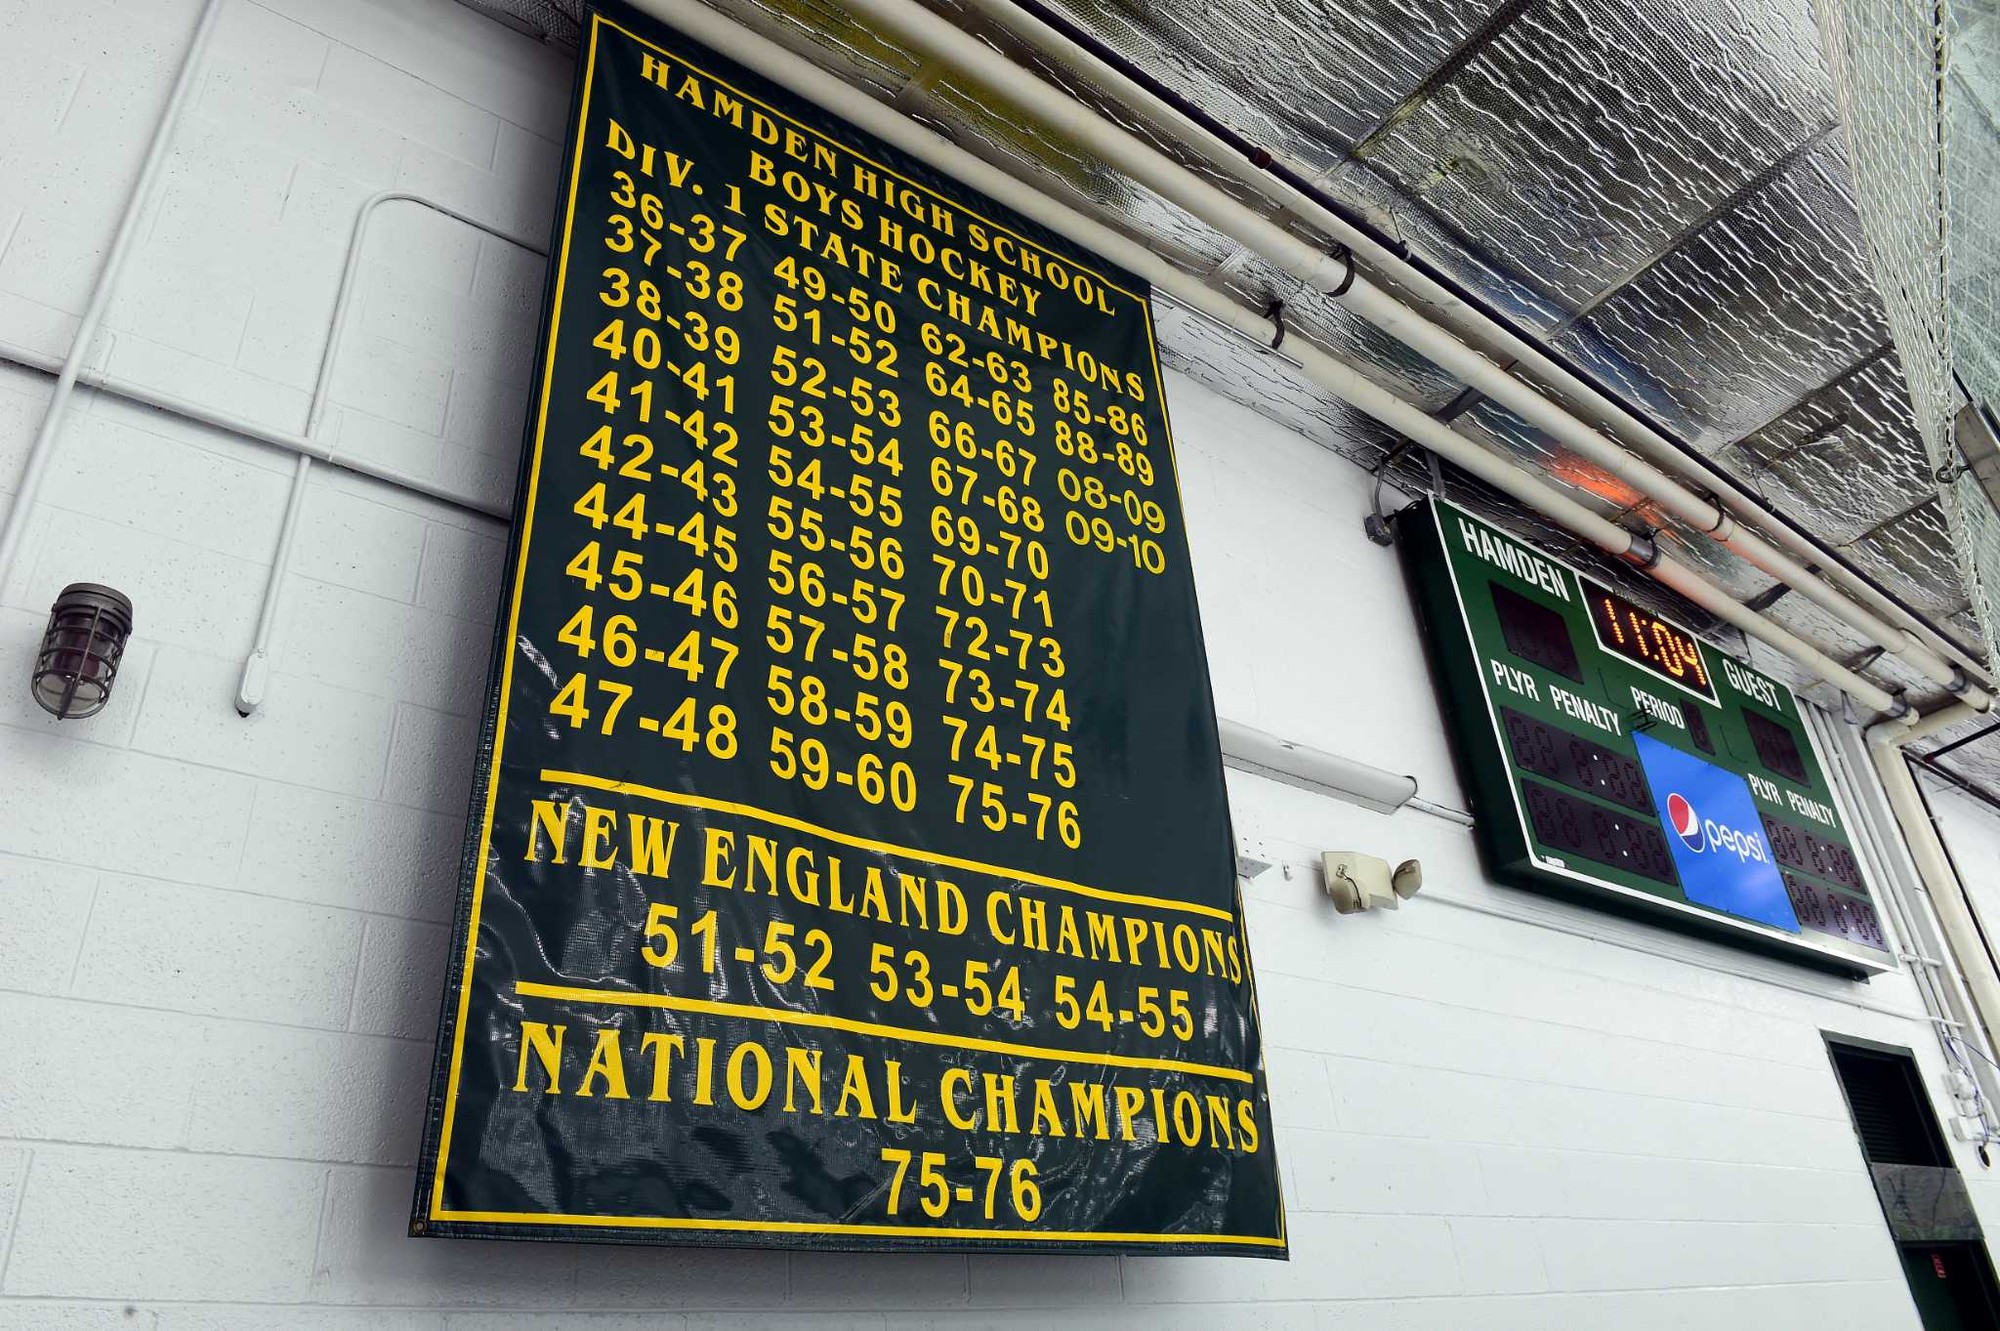 HAMDEN HIGH SCHOOL
BOYS HOCKEY
DIV. 1 STATE CHAMPIONS
36-37 49-50 62-63 85-86
37-38 51-52 64-65 88-89
38-39 52-53 66-67 08-09
40-41 53-54 67-68 09-10
41-42 54-55 69-70
42-43 55-56 70-71
44-45 56-57 72-73
45-46 57-58 73-74
46-47 58-59 74-75
47-48 59-60 75-76
NEW ENGLAND CHAMPIONS
51-52 53-54 54-55
NATIONAL CHAMPIONS
75-76
HAMDEN
11:04
GUEST
PLYR PENALTY
PERIOD
PLYR PENALTY
pepsi